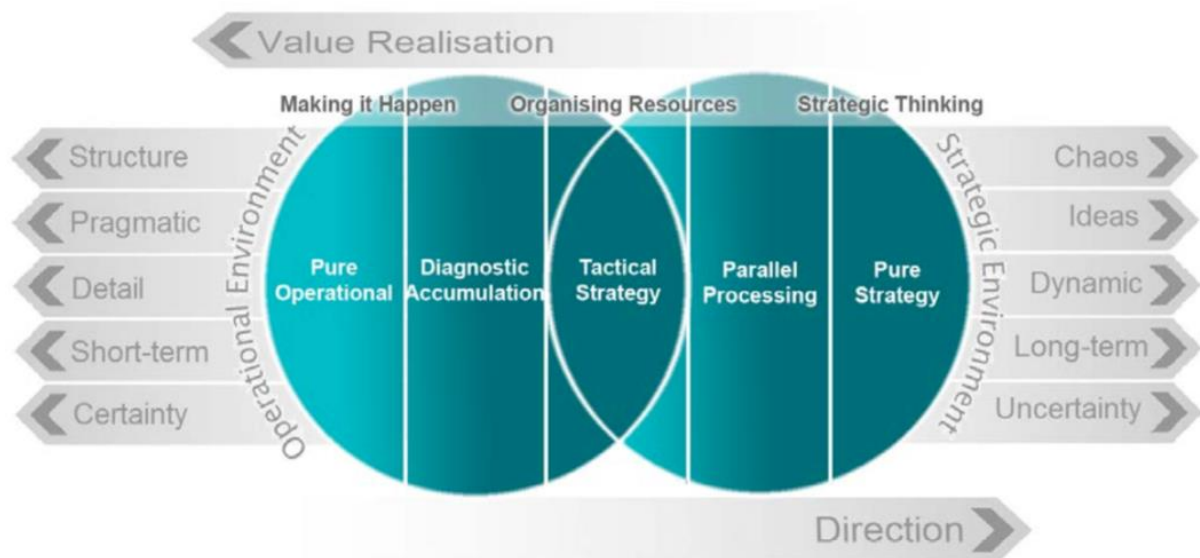 Value Realisation
Making it Happen
Organising Resources
Strategic Thinking
Operational Environment
Structure
Pragmatic
Detail
Short-term
Certainty
Pure
Operational
Diagnostic
Accumulation
Tactical
Strategy
Parallel
Processing
Pure
Strategy
Strategic Environment
Chaos
Ideas
Dynamic
Long-term
Uncertainty
Direction